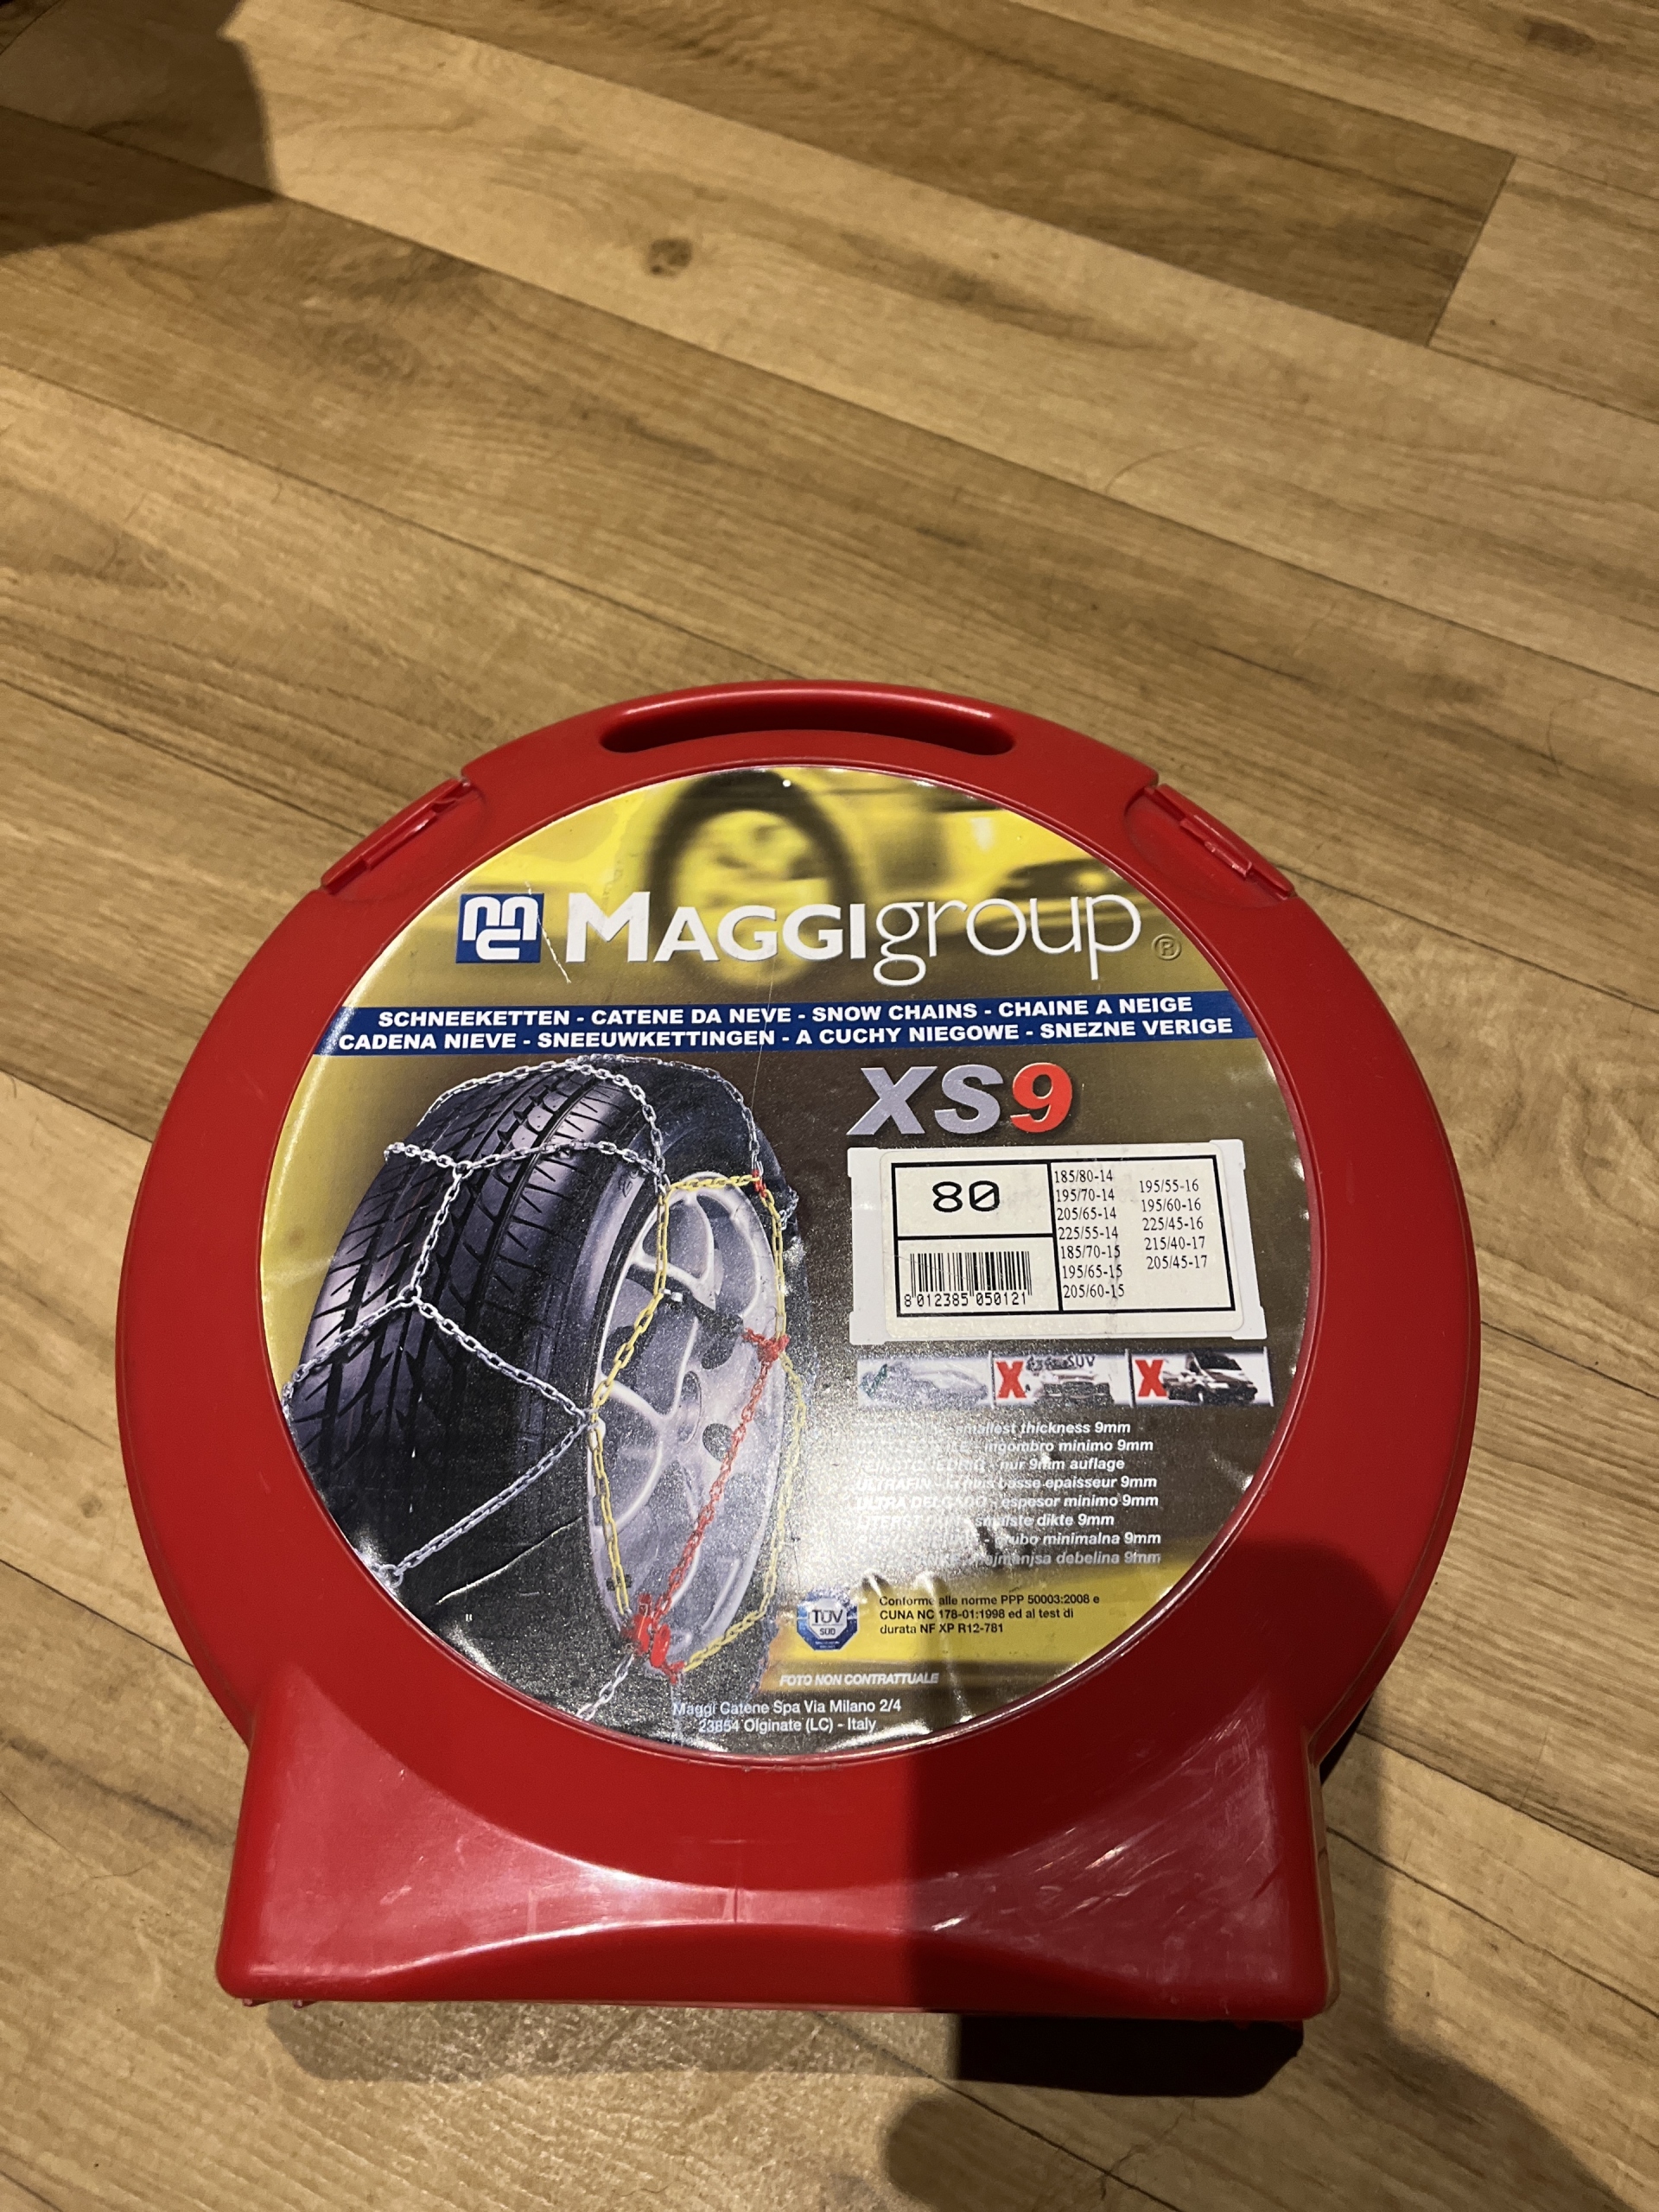 mc MAGGIgroup ®
SCHNEEKETTEN - CATENE DA NEVE - SNOW CHAINS - CHAINE A NEIGE
CADENA NIEVE - SNEEUWKETTINGEN - A CUCHY NIEGOWE - SNEZNE VERIGE
XS9
80
185/80-14
195/70-14
205/65-14
225/55-14
185/70-15
195/65-15
205/60-15
195/55-16
195/60-16
225/45-16
215/40-17
205/45-17
8 012385 050121
X SUV
X
smallest thickness 9mm
ingombro minimo 9mm
nur 9mm auflage
ULTRAFIN - la plus basse epaisseur 9mm
ULTRA DELGADO - espesor minimo 9mm
smalste dikte 9mm
minimalna 9mm
najmanjsa debelina 9mm
TÜV
SÜD
Conforme alle norme PPP 50003:2008 e
CUNA NC 178-01:1998 ed al test di
durata NF XP R12-781
FOTO NON CONTRATTUALE
Maggi Catene Spa Via Milano 2/4
23854 Olginate (LC) - Italy